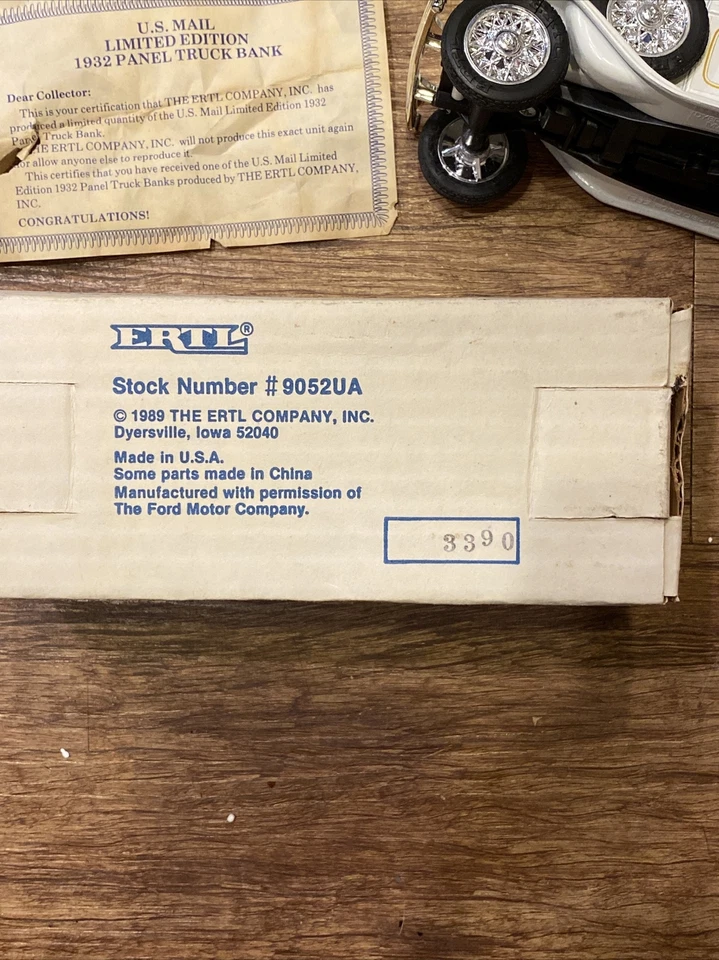 U.S. MAIL
LIMITED EDITION
1932 PANEL TRUCK BANK
Dear Collector:
This is your certification that THE ERTL COMPANY, INC. has
produced a limited quantity of the U.S. Mail Limited Edition 1932
Panel Truck Bank.
THE ERTL COMPANY, INC. will not produce this exact unit again
or allow anyone else to reproduce it.
This certifies that you have received one of the U.S. Mail Limited
Edition 1932 Panel Truck Banks produced by THE ERTL COMPANY,
INC.
CONGRATULATIONS!
ERTL®
Stock Number #9052UA
© 1989 THE ERTL COMPANY, INC.
Dyersville, Iowa 52040
Made in U.S.A.
Some parts made in China
Manufactured with permission of
The Ford Motor Company.
3390